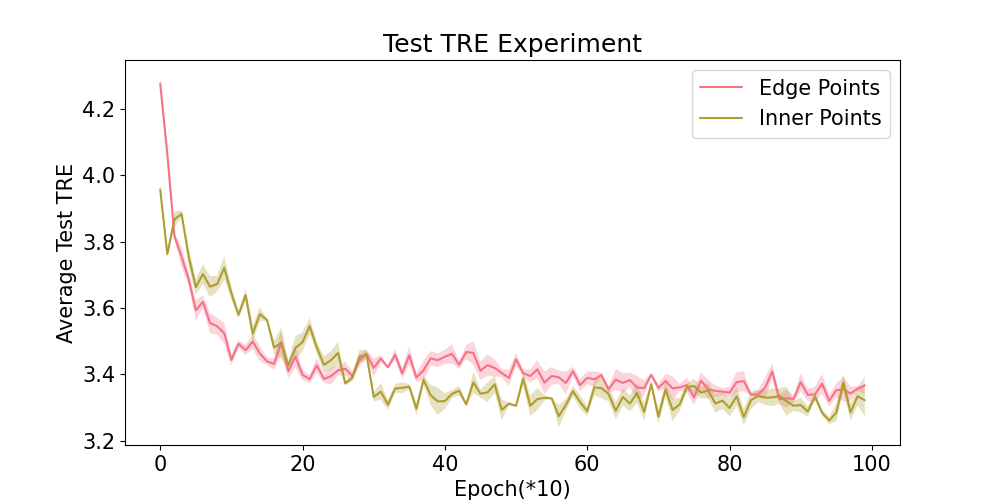 Test TRE Experiment
Edge Points
Inner Points
Average Test TRE
4.2
4.0
3.8
3.6
3.4
3.2
0
20
40
60
80
100
Epoch(*10)